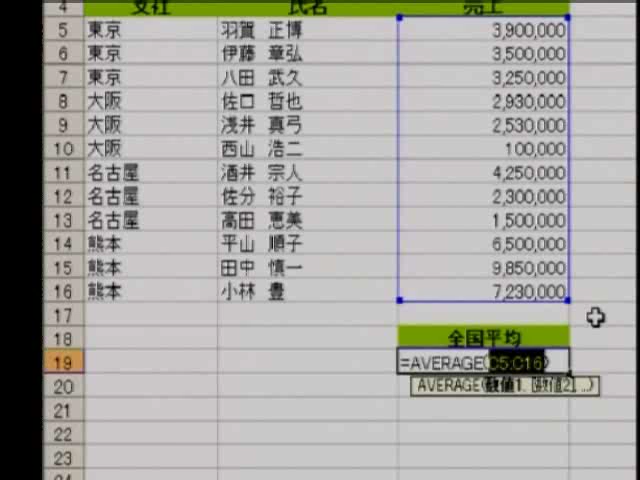 4 支社 氏名 売上
5 東京 羽賀 正博 3,900,000
6 東京 伊藤 章弘 3,500,000
7 東京 八田 武久 3,250,000
8 大阪 佐口 哲也 2,930,000
9 大阪 浅井 真弓 2,530,000
10 大阪 西山 浩二 100,000
11 名古屋 酒井 宗人 4,250,000
12 名古屋 佐分 裕子 2,300,000
13 名古屋 高田 恵美 1,500,000
14 熊本 平山 順子 6,500,000
15 熊本 田中 慎一 9,850,000
16 熊本 小林 豊 7,230,000
17
18 全国平均
19 =AVERAGE(C5:C16)
20 AVERAGE(数値1, [数値2], ...)
21
22
23
24